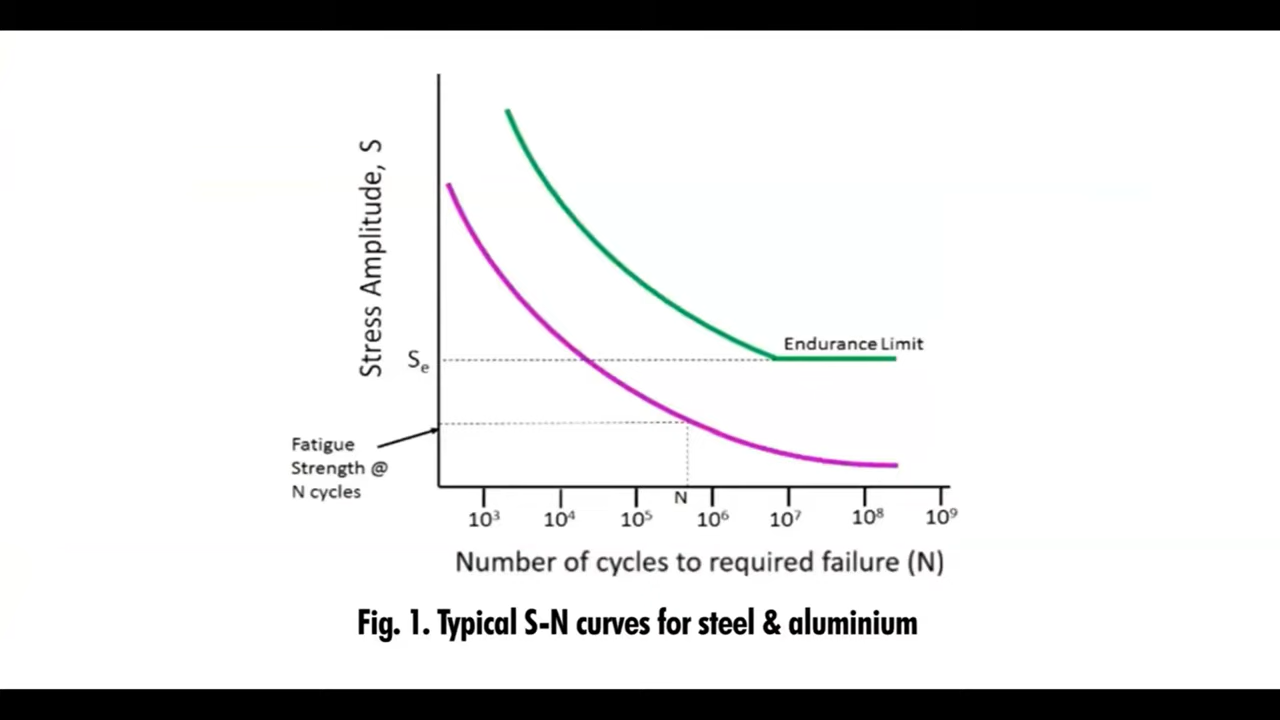 Stress Amplitude, S
Endurance Limit
Sₑ
Fatigue
Strength @
N cycles
N
10³ 10⁴ 10⁵ 10⁶ 10⁷ 10⁸ 10⁹
Number of cycles to required failure (N)
Fig. 1. Typical S-N curves for steel & aluminium